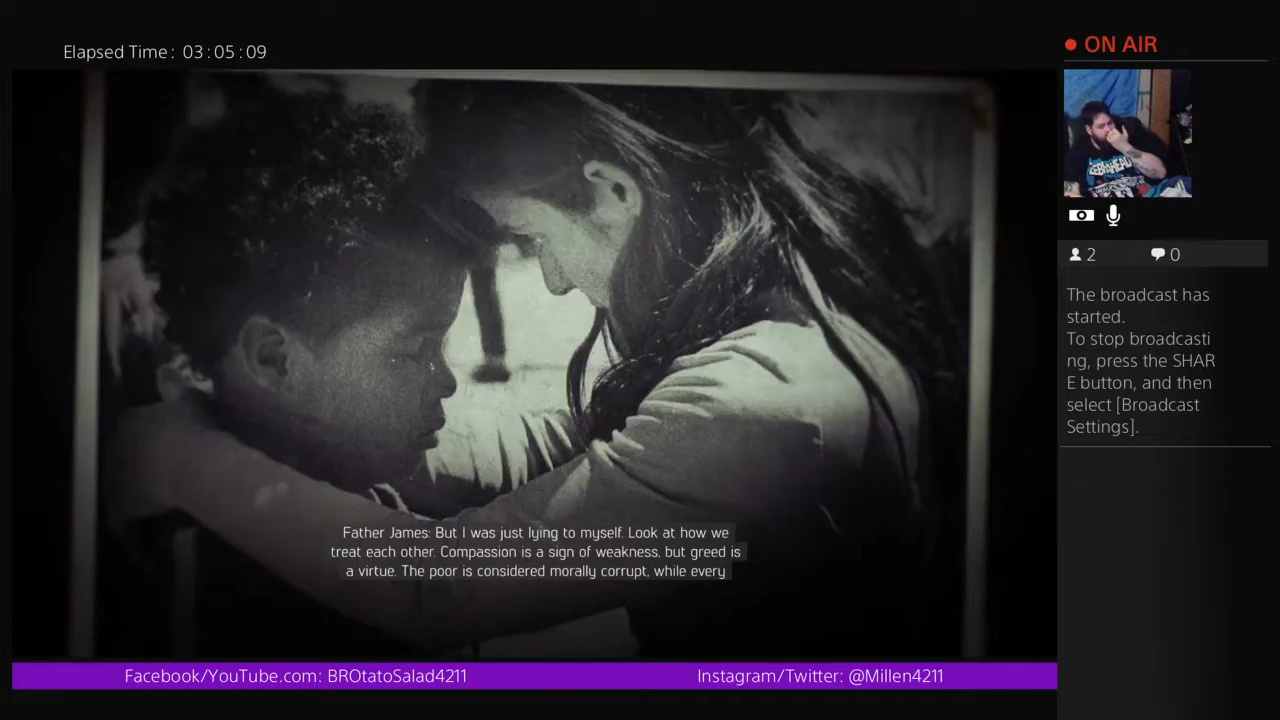 Elapsed Time: 03:05:09
ON AIR
2
0
The broadcast has
started.
To stop broadcasti
ng, press the SHAR
E button, and then
select [Broadcast
Settings].
Father James: But I was just lying to myself. Look at how we
treat each other. Compassion is a sign of weakness, but greed is
a virtue. The poor is considered morally corrupt, while every
Facebook/YouTube.com: BROtatoSalad4211
Instagram/Twitter: @Millen4211